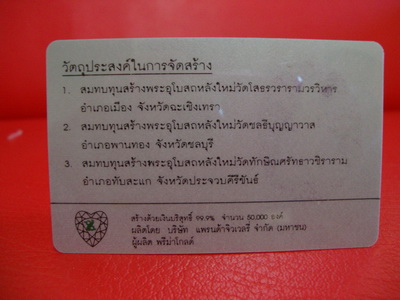 วัตถุประสงค์ในการจัดสร้าง
1. สมทบทุนสร้างพระอุโบสถหลังใหม่วัดโสธรวรารามวรวิหาร
อำเภอเมือง จังหวัดฉะเชิงเทรา
2. สมทบทุนสร้างพระอุโบสถหลังใหม่วัดชลธีบุญญาวาส
อำเภอพานทอง จังหวัดชลบุรี
3. สมทบทุนสร้างพระอุโบสถหลังใหม่วัดทักษิณศรัทธาวชิราราม
อำเภอทับสะแก จังหวัดประจวบคีรีขันธ์
สร้างด้วยเงินบริสุทธิ์ 99.9% จำนวน 50,000 องค์
ผลิตโดย บริษัท แพรนด้าจิวเวลรี่ จำกัด (มหาชน)
ผู้ผลิต พรีม่าโกลด์